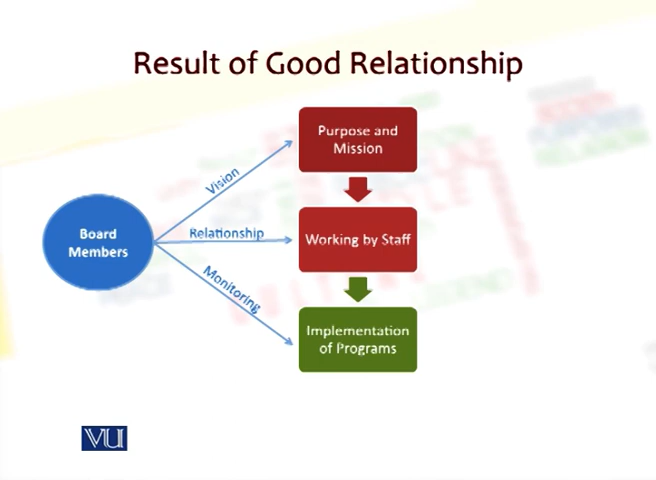 Result of Good Relationship
Purpose and
Mission
Vision
Board
Members
Relationship
Working by Staff
Monitoring
Implementation
of Programs
VU